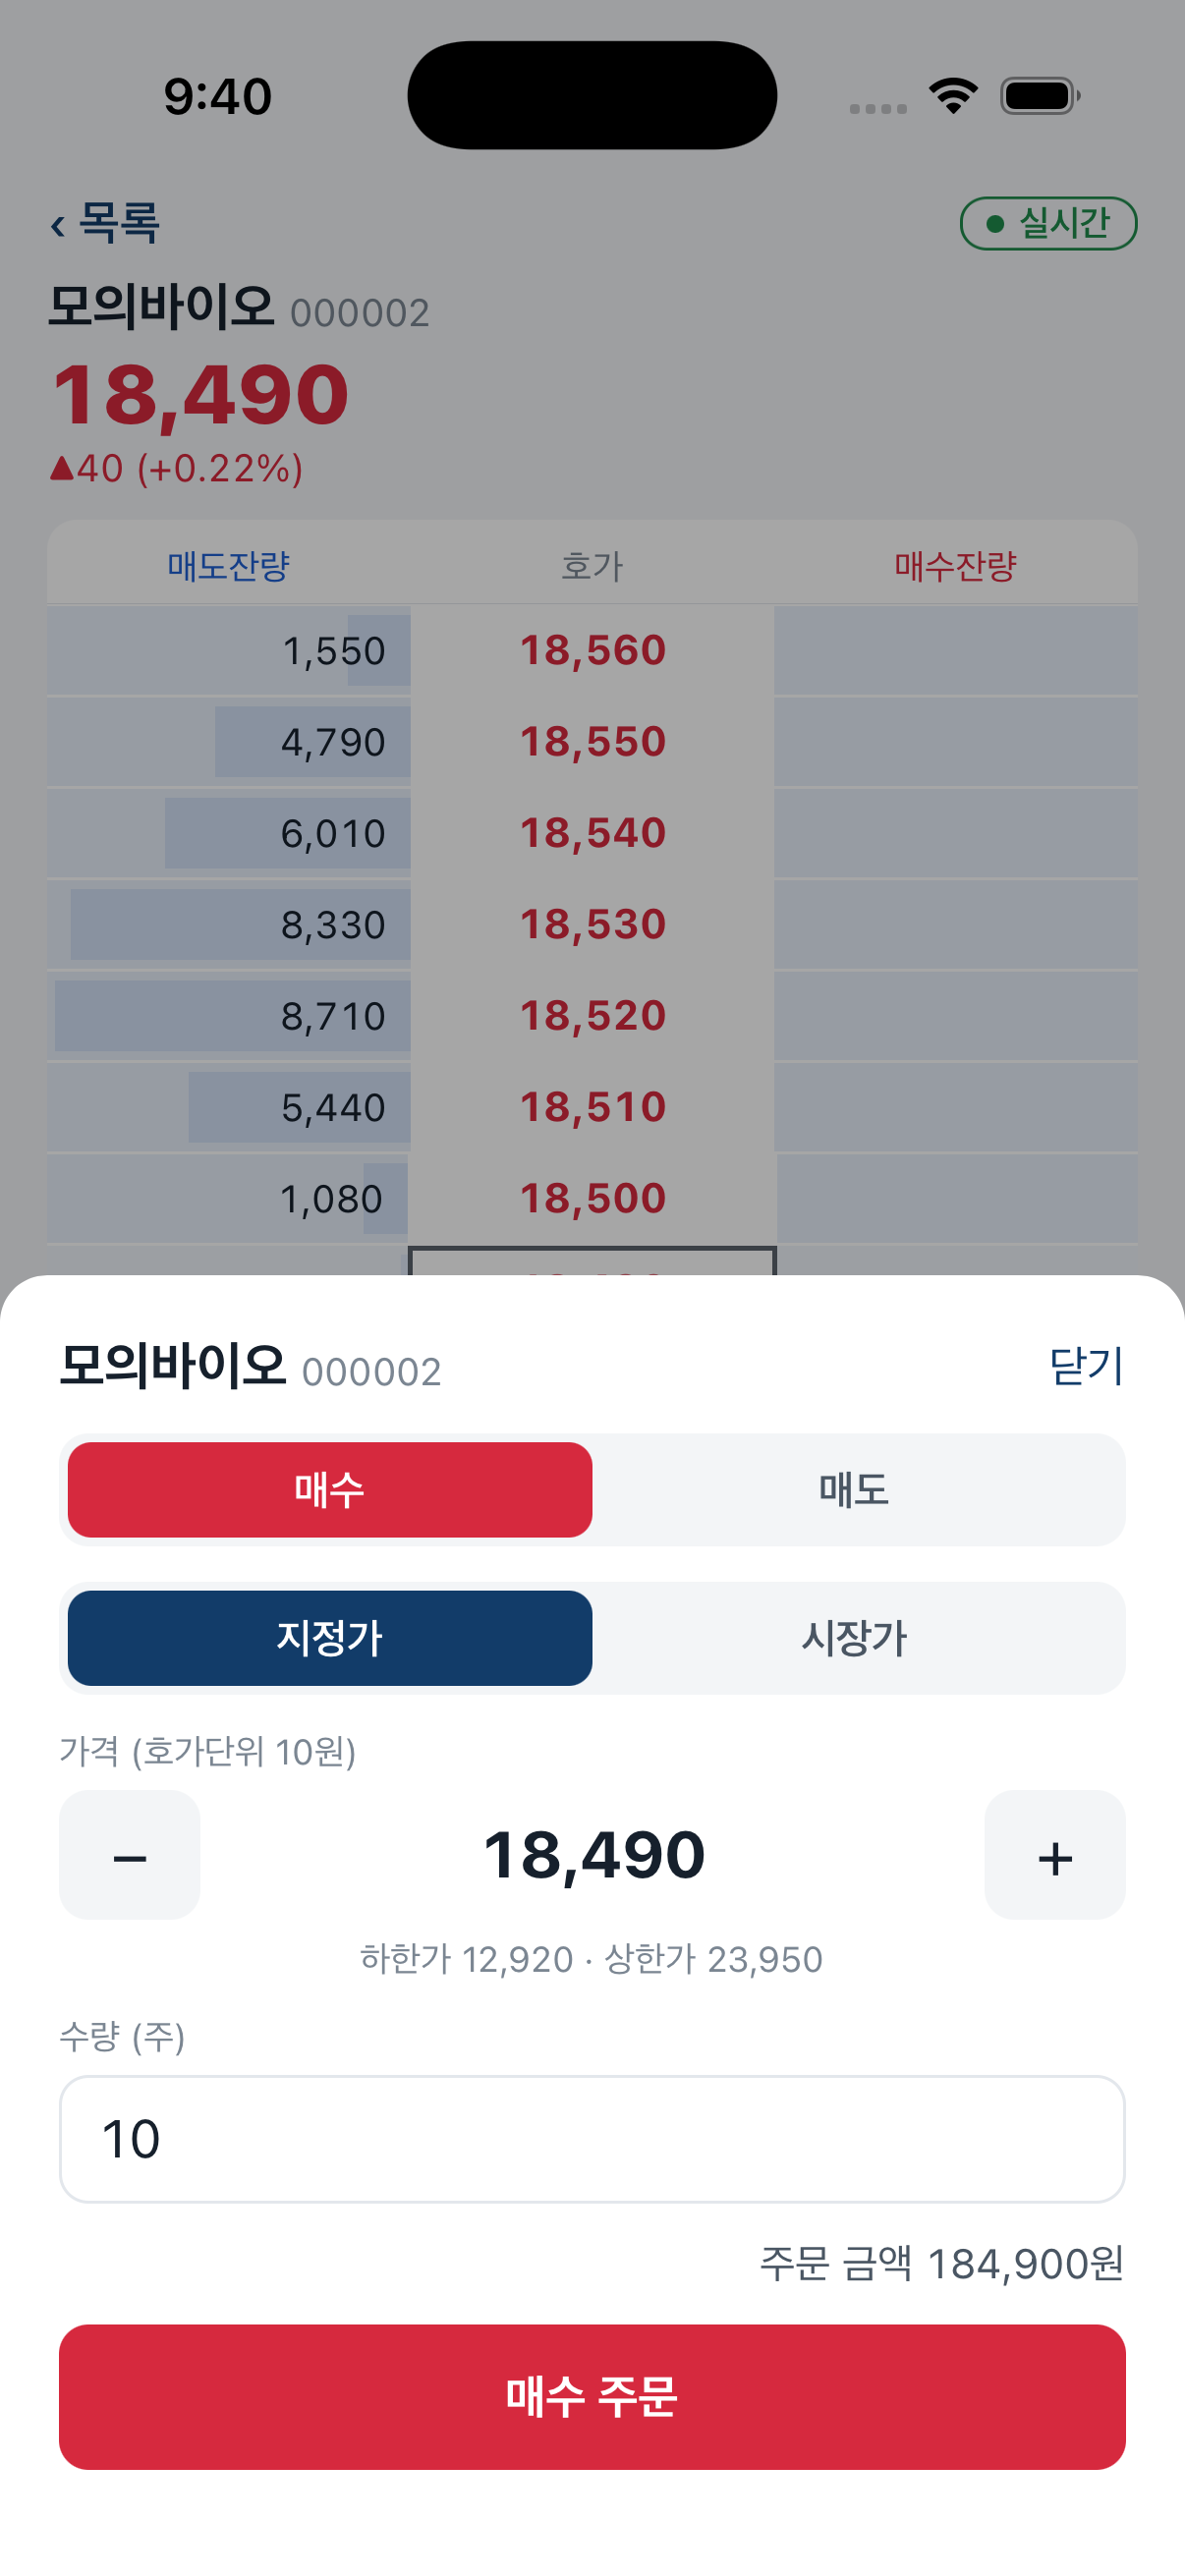 9:40
‹ 목록
실시간
모의바이오 000002
18,490
▲40 (+0.22%)
매도잔량 호가 매수잔량
1,550 18,560
4,790 18,550
6,010 18,540
8,330 18,530
8,710 18,520
5,440 18,510
1,080 18,500
모의바이오 000002
닫기
매수 매도
지정가 시장가
가격 (호가단위 10원)
− 18,490 +
하한가 12,920 · 상한가 23,950
수량 (주)
10
주문 금액 184,900원
매수 주문